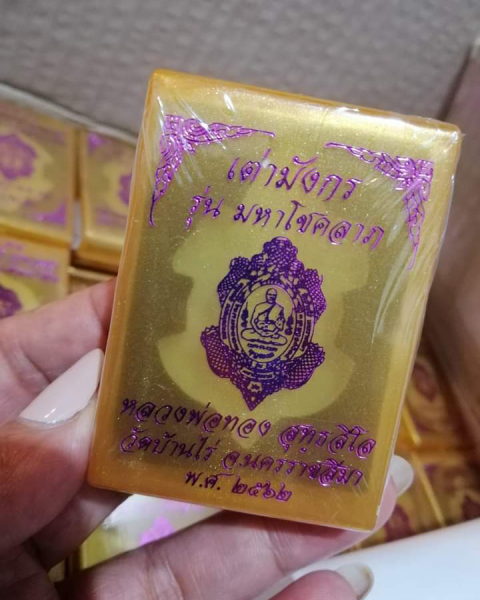 เต่ามังกร
รุ่น มหาโชคลาภ
หลวงพ่อทอง สุทธสีโล
วัดบ้านไร่ จ.นครราชสีมา
พ.ศ. ๒๕๖๒